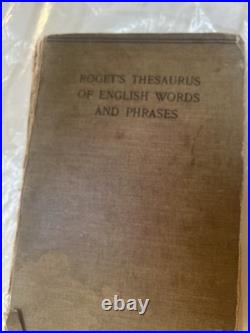 ROGET'S THESAURUS
OF ENGLISH WORDS
AND PHRASES